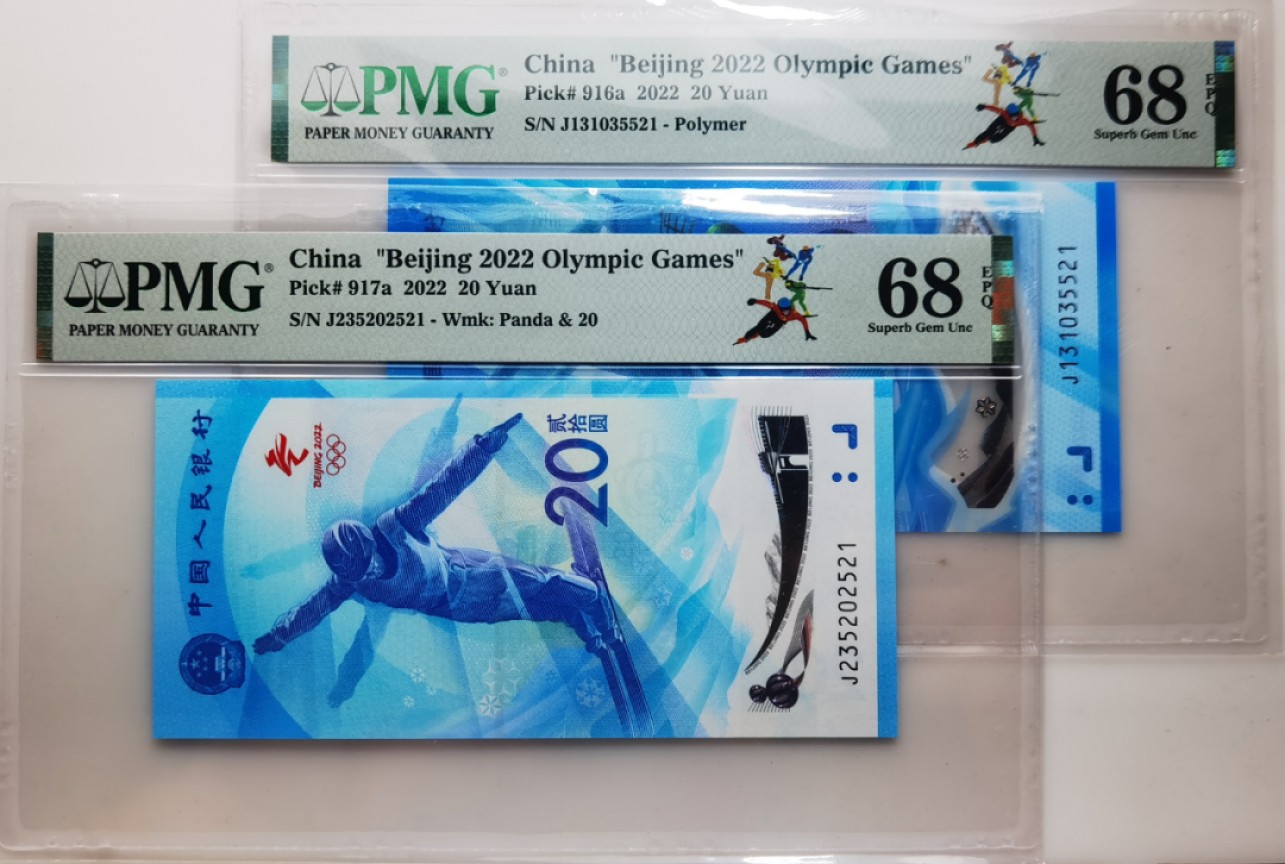 PMG®
PAPER MONEY GUARANTY
China "Beijing 2022 Olympic Games"
Pick# 916a 2022 20 Yuan
S/N J131035521 - Polymer
68
EPQ
Superb Gem Unc
J131035521
PMG®
PAPER MONEY GUARANTY
China "Beijing 2022 Olympic Games"
Pick# 917a 2022 20 Yuan
S/N J235202521 - Wmk: Panda & 20
68
EPQ
Superb Gem Unc
中国人民银行
BEIJING 2022
贰拾圆
20
J235202521